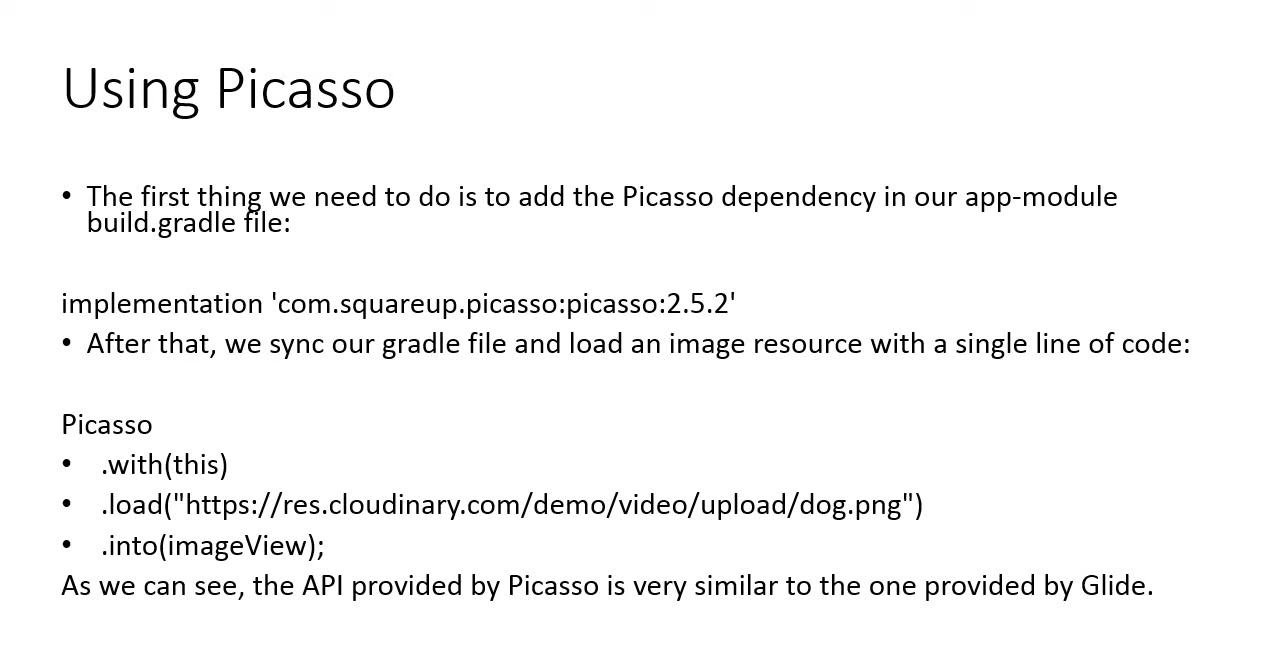 Using Picasso
• The first thing we need to do is to add the Picasso dependency in our app-module
build.gradle file:
implementation 'com.squareup.picasso:picasso:2.5.2'
• After that, we sync our gradle file and load an image resource with a single line of code:
Picasso
• .with(this)
• .load("https://res.cloudinary.com/demo/video/upload/dog.png")
• .into(imageView);
As we can see, the API provided by Picasso is very similar to the one provided by Glide.